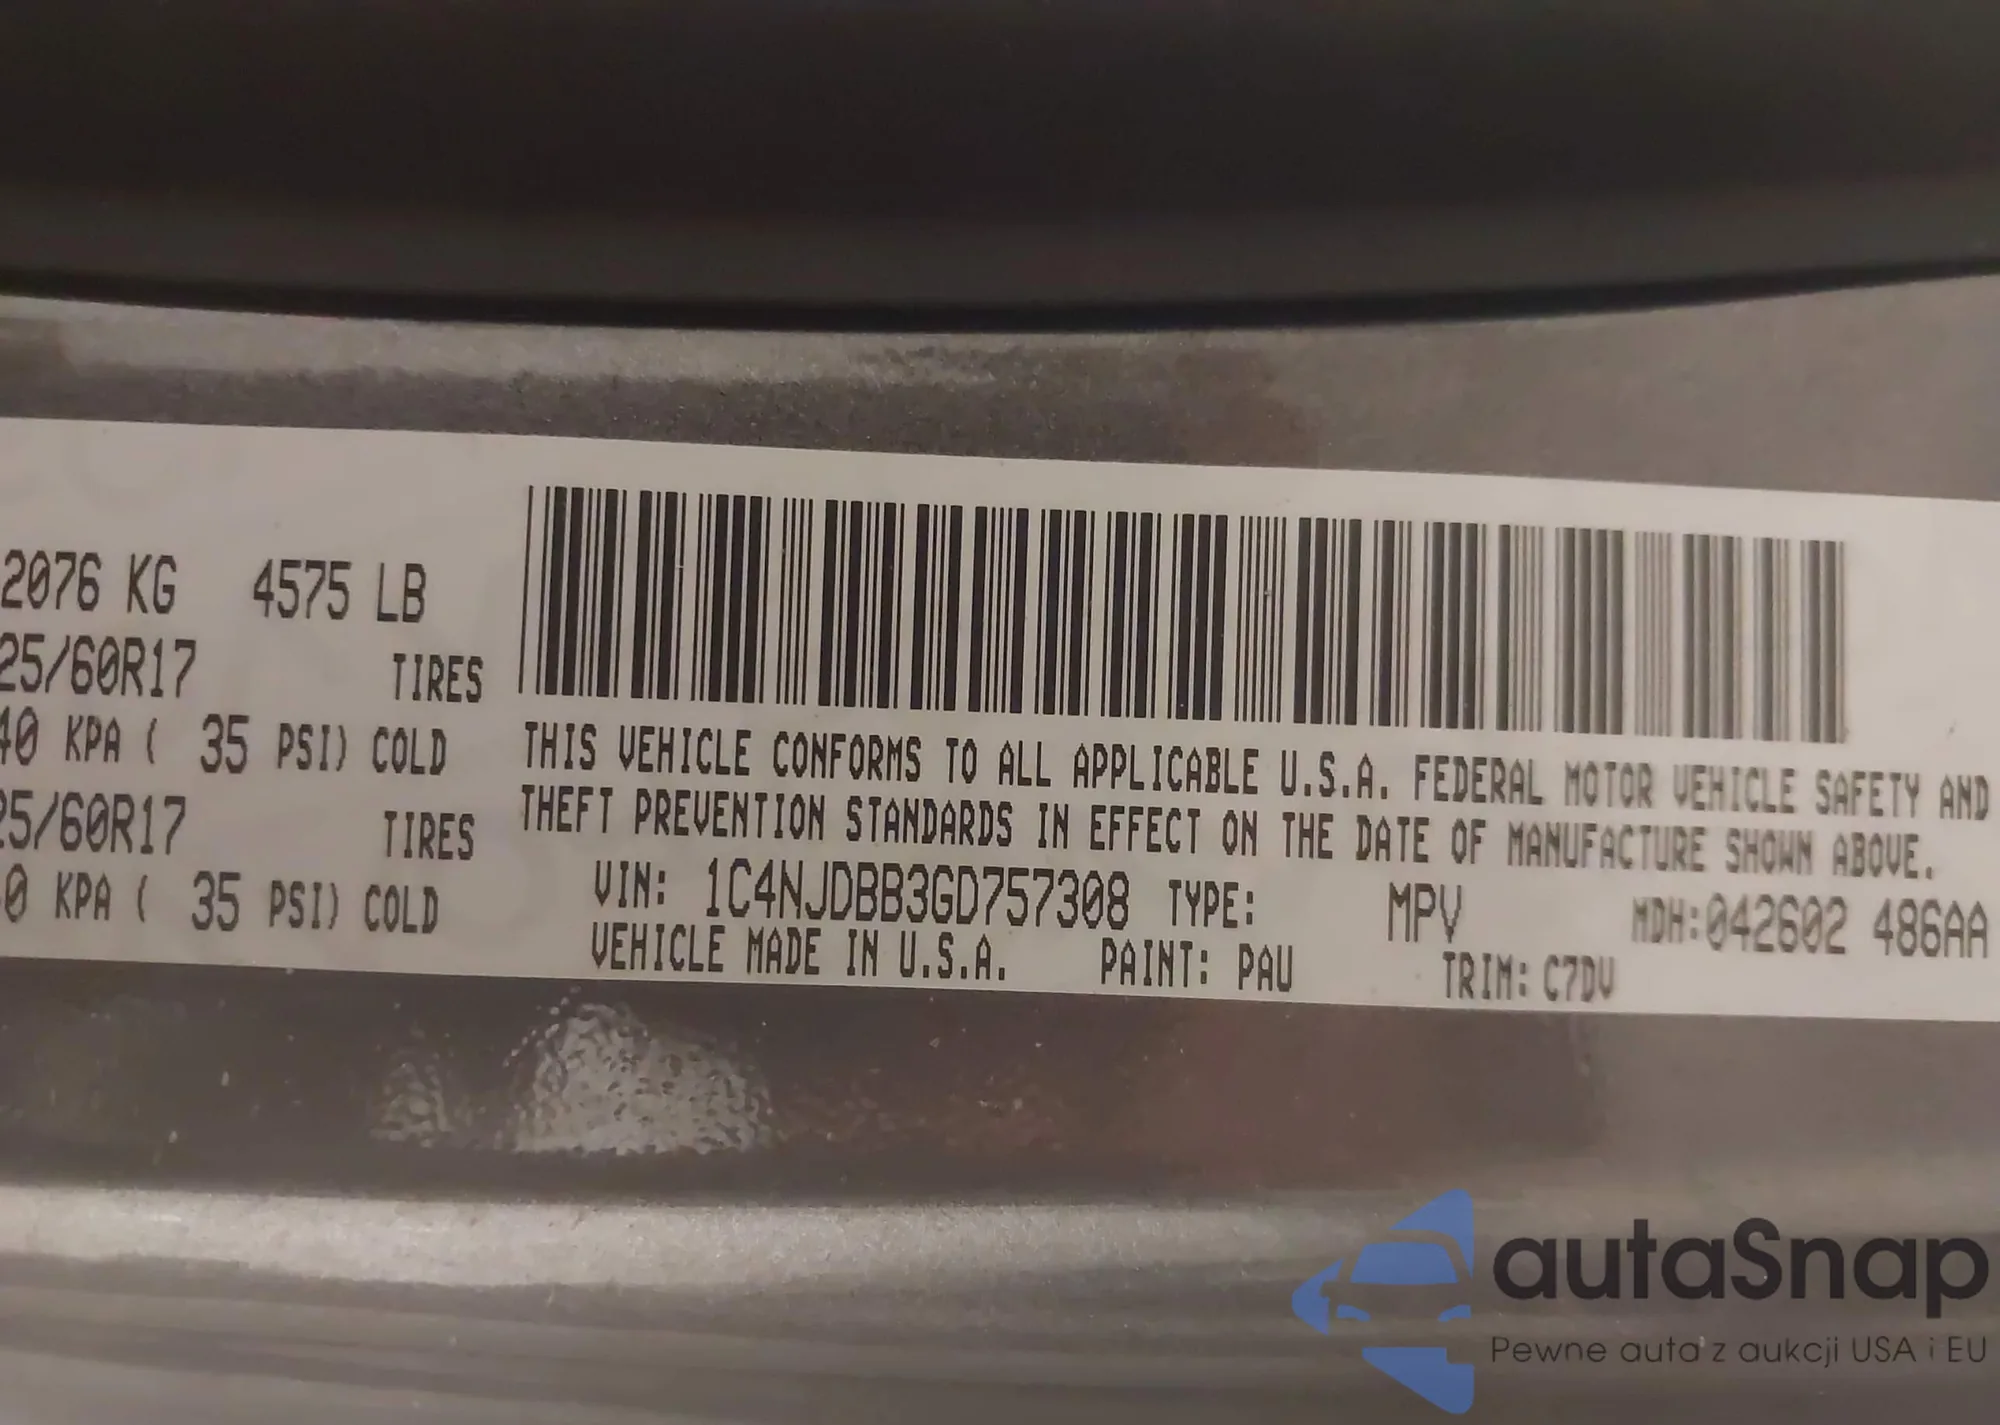 2076 KG 4575 LB
25/60R17 TIRES
40 KPA ( 35 PSI) COLD
25/60R17 TIRES
0 KPA ( 35 PSI) COLD
THIS VEHICLE CONFORMS TO ALL APPLICABLE U.S.A. FEDERAL MOTOR VEHICLE SAFETY AND
THEFT PREVENTION STANDARDS IN EFFECT ON THE DATE OF MANUFACTURE SHOWN ABOVE.
VIN: 1C4NJDBB3GD757308 TYPE: MPV MDH:042602 486AA
VEHICLE MADE IN U.S.A. PAINT: PAU TRIM: C7DV
autaSnap
Pewne auta z aukcji USA i EU